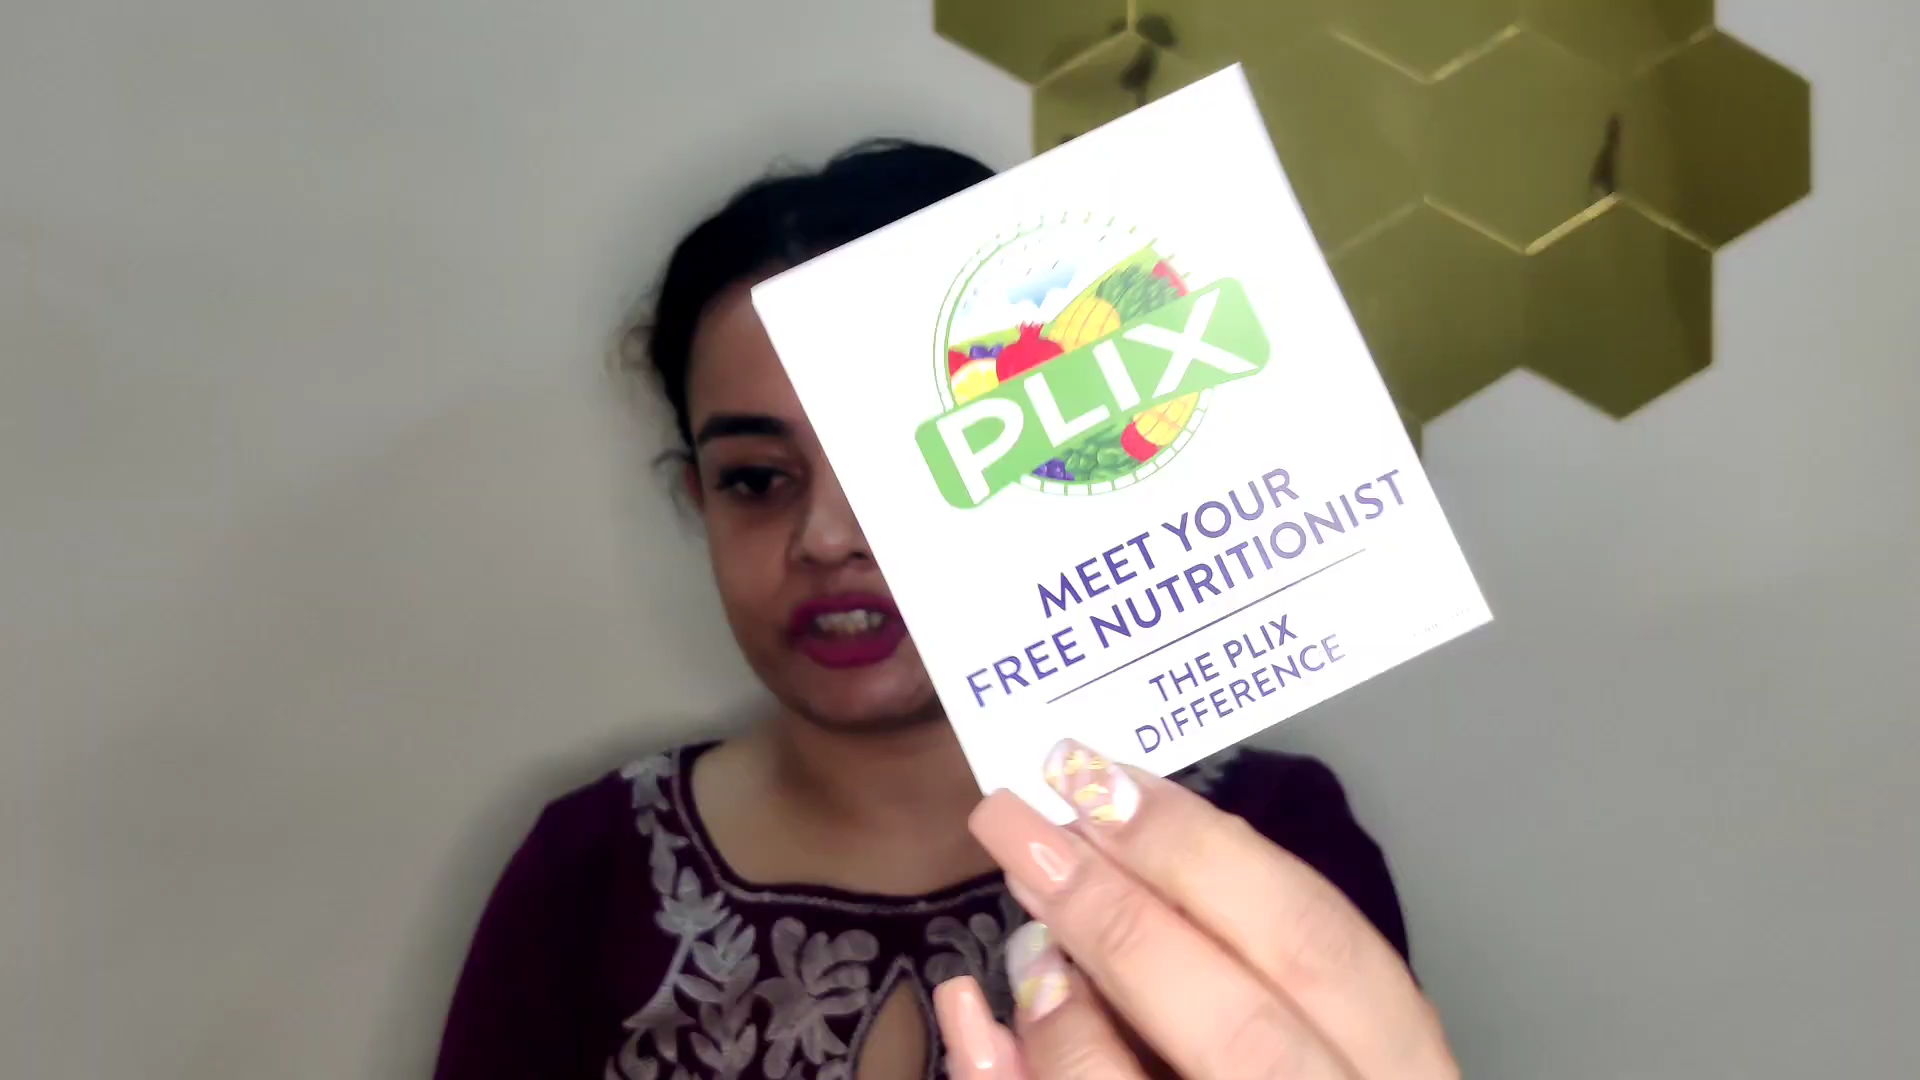 PLIX
MEET YOUR
FREE NUTRITIONIST
THE PLIX
DIFFERENCE